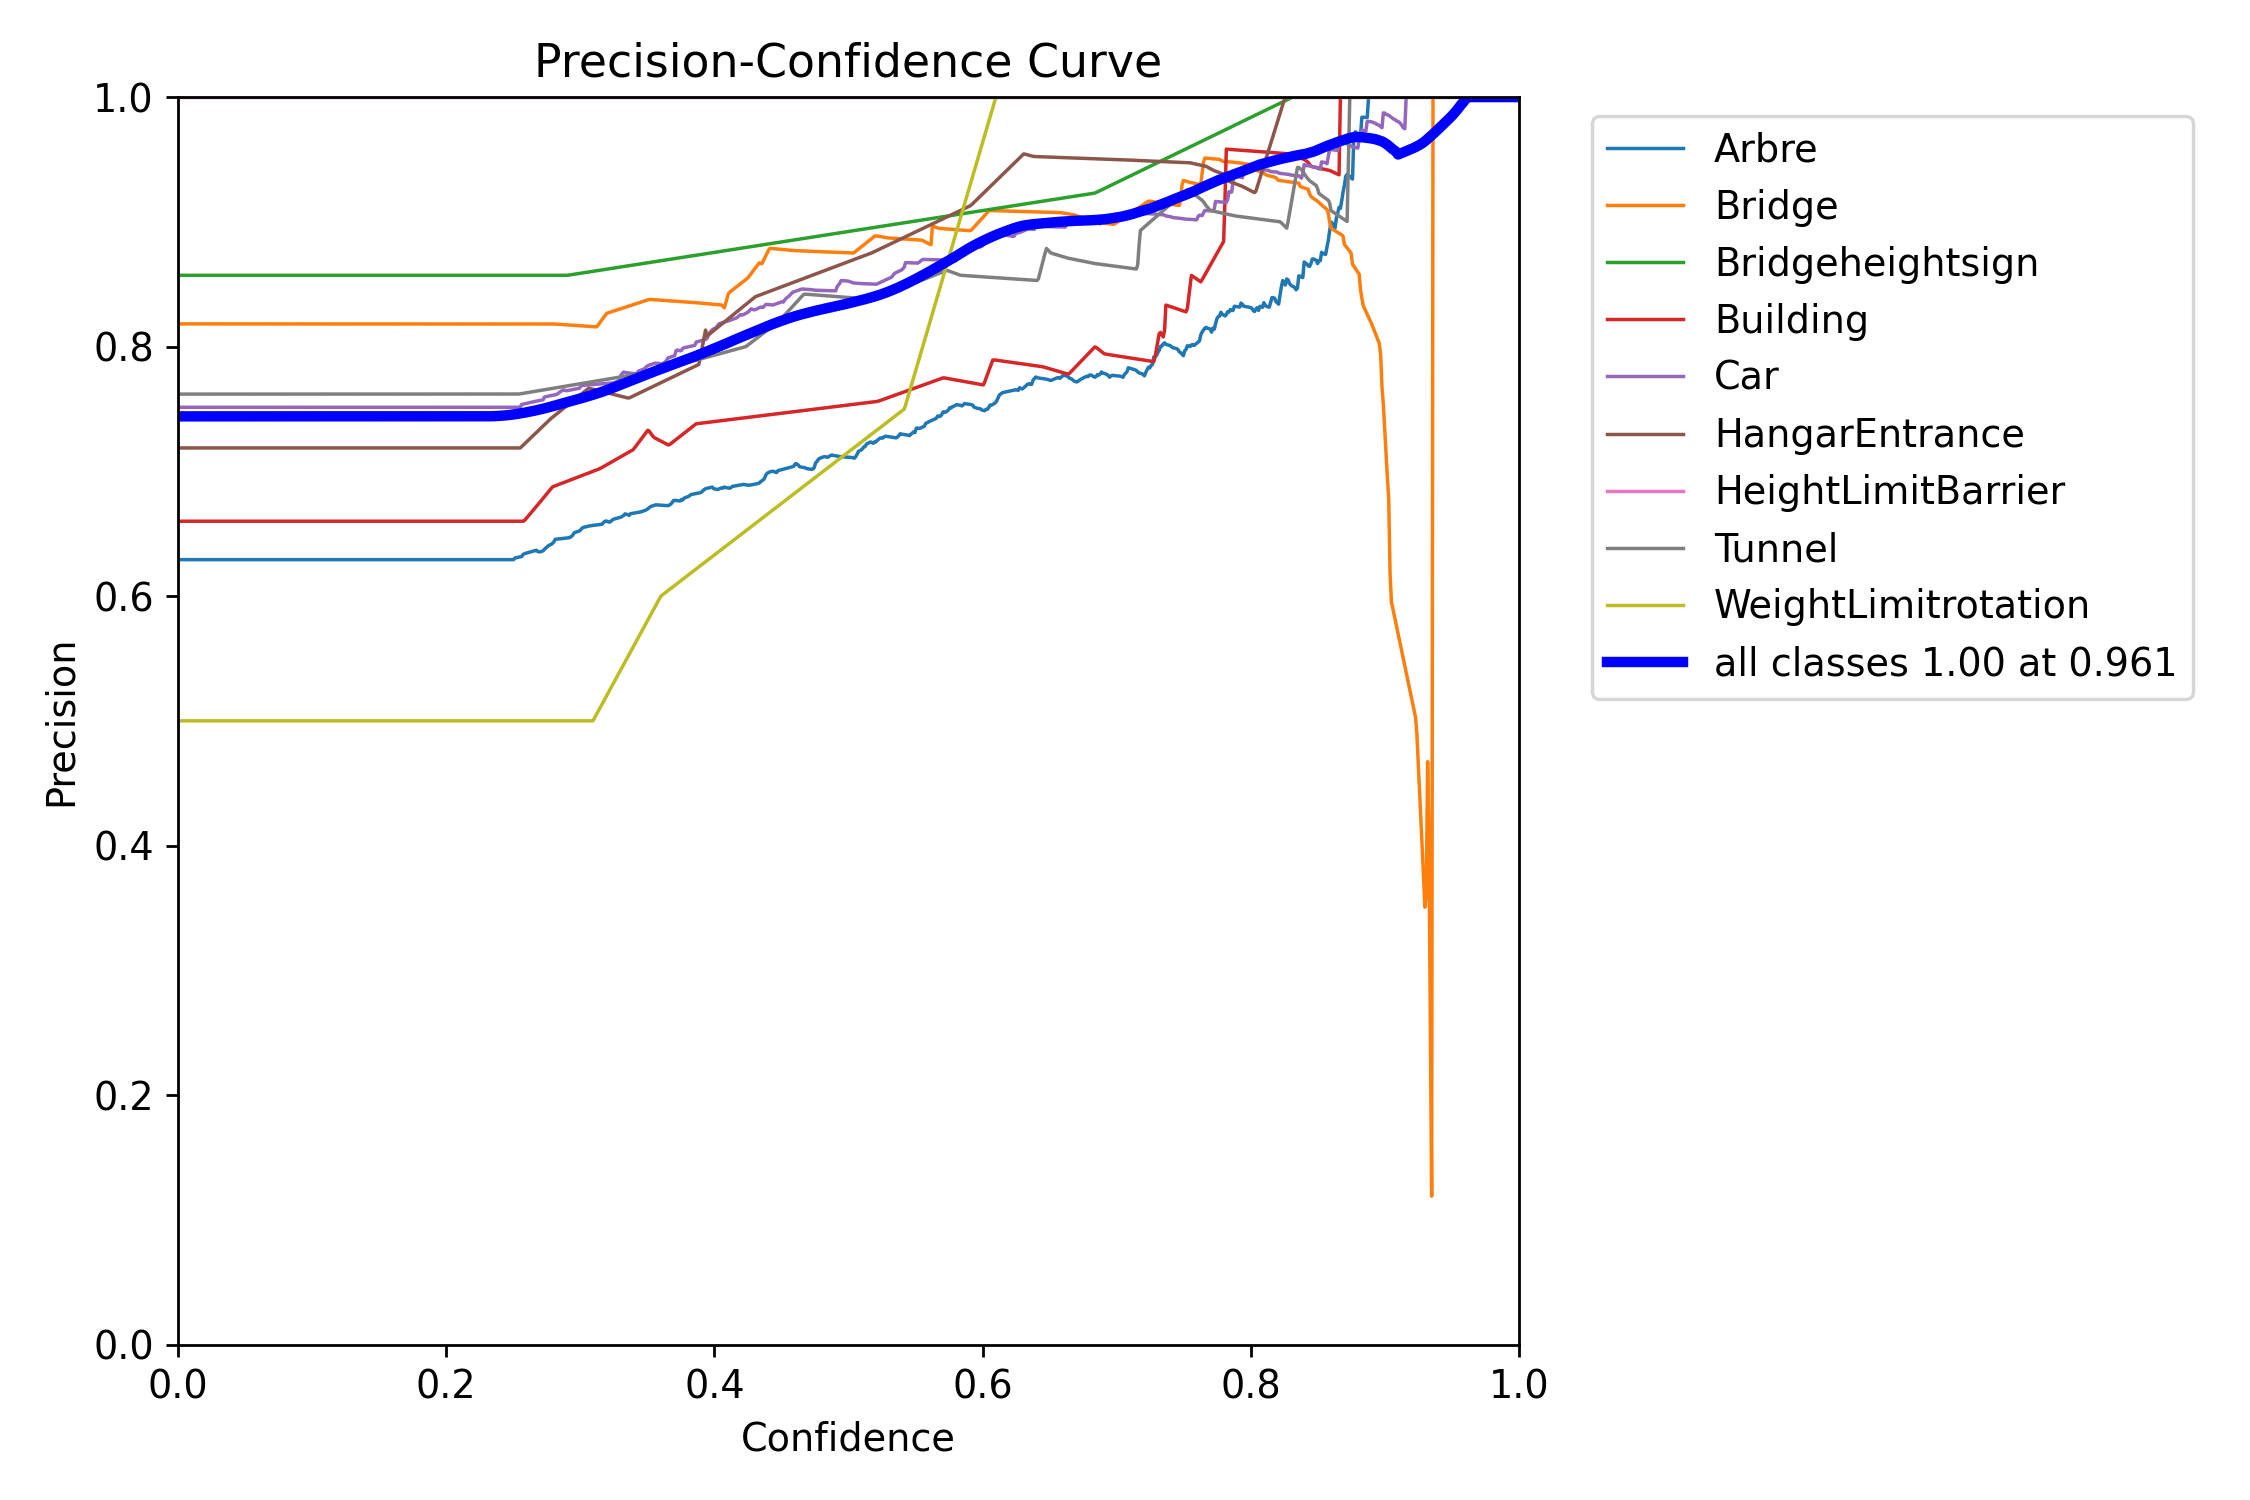 Precision-Confidence Curve
1.0
0.8
0.6
0.4
0.2
0.0
Precision
0.0
0.2
0.4
0.6
0.8
1.0
Confidence
Arbre
Bridge
Bridgeheightsign
Building
Car
HangarEntrance
HeightLimitBarrier
Tunnel
WeightLimitrotation
all classes 1.00 at 0.961